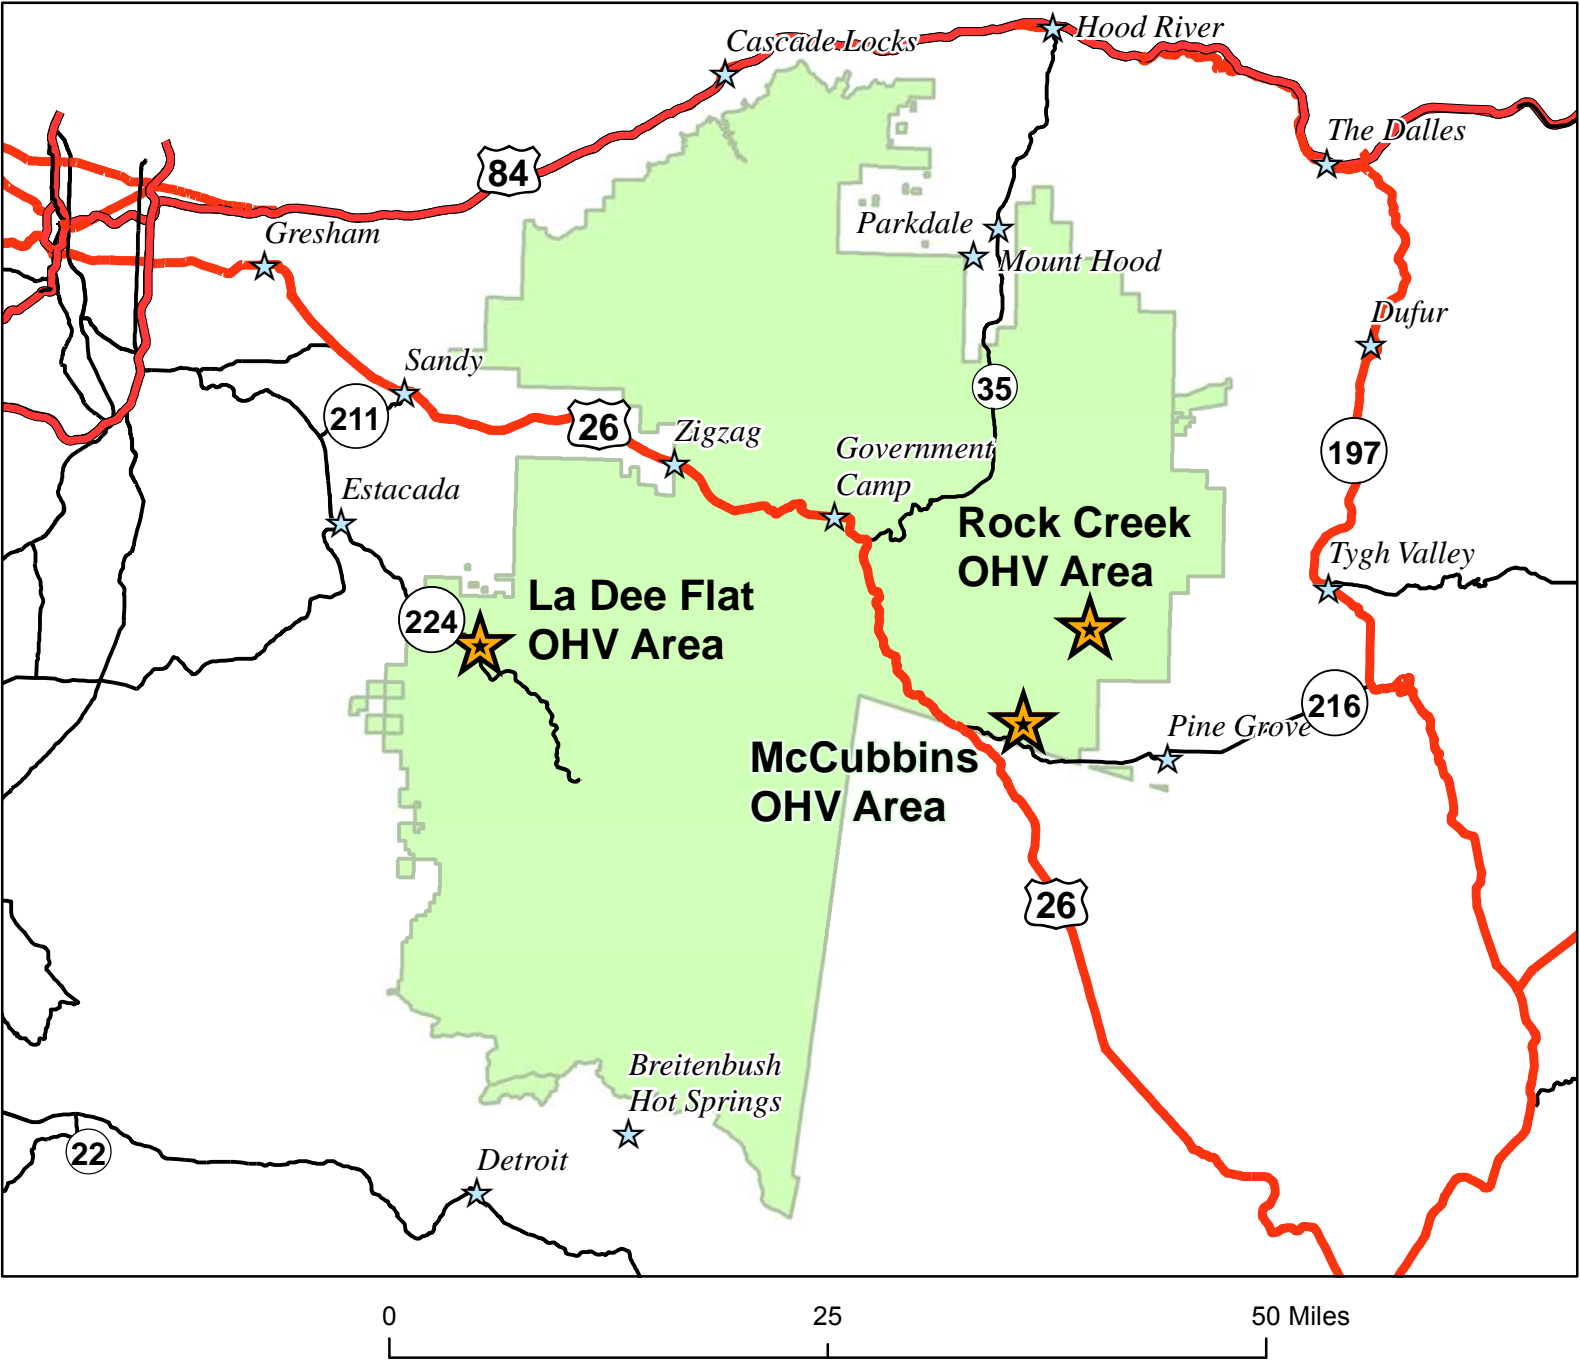 Cascade Locks
Hood River
The Dalles
84
Gresham
Parkdale
Mount Hood
Dufur
Sandy
211
26
35
Zigzag
Government
Camp
197
Estacada
Rock Creek
OHV Area
Tygh Valley
La Dee Flat
OHV Area
224
216
Pine Grove
McCubbins
OHV Area
26
Breitenbush
Hot Springs
22
Detroit
0 25 50 Miles